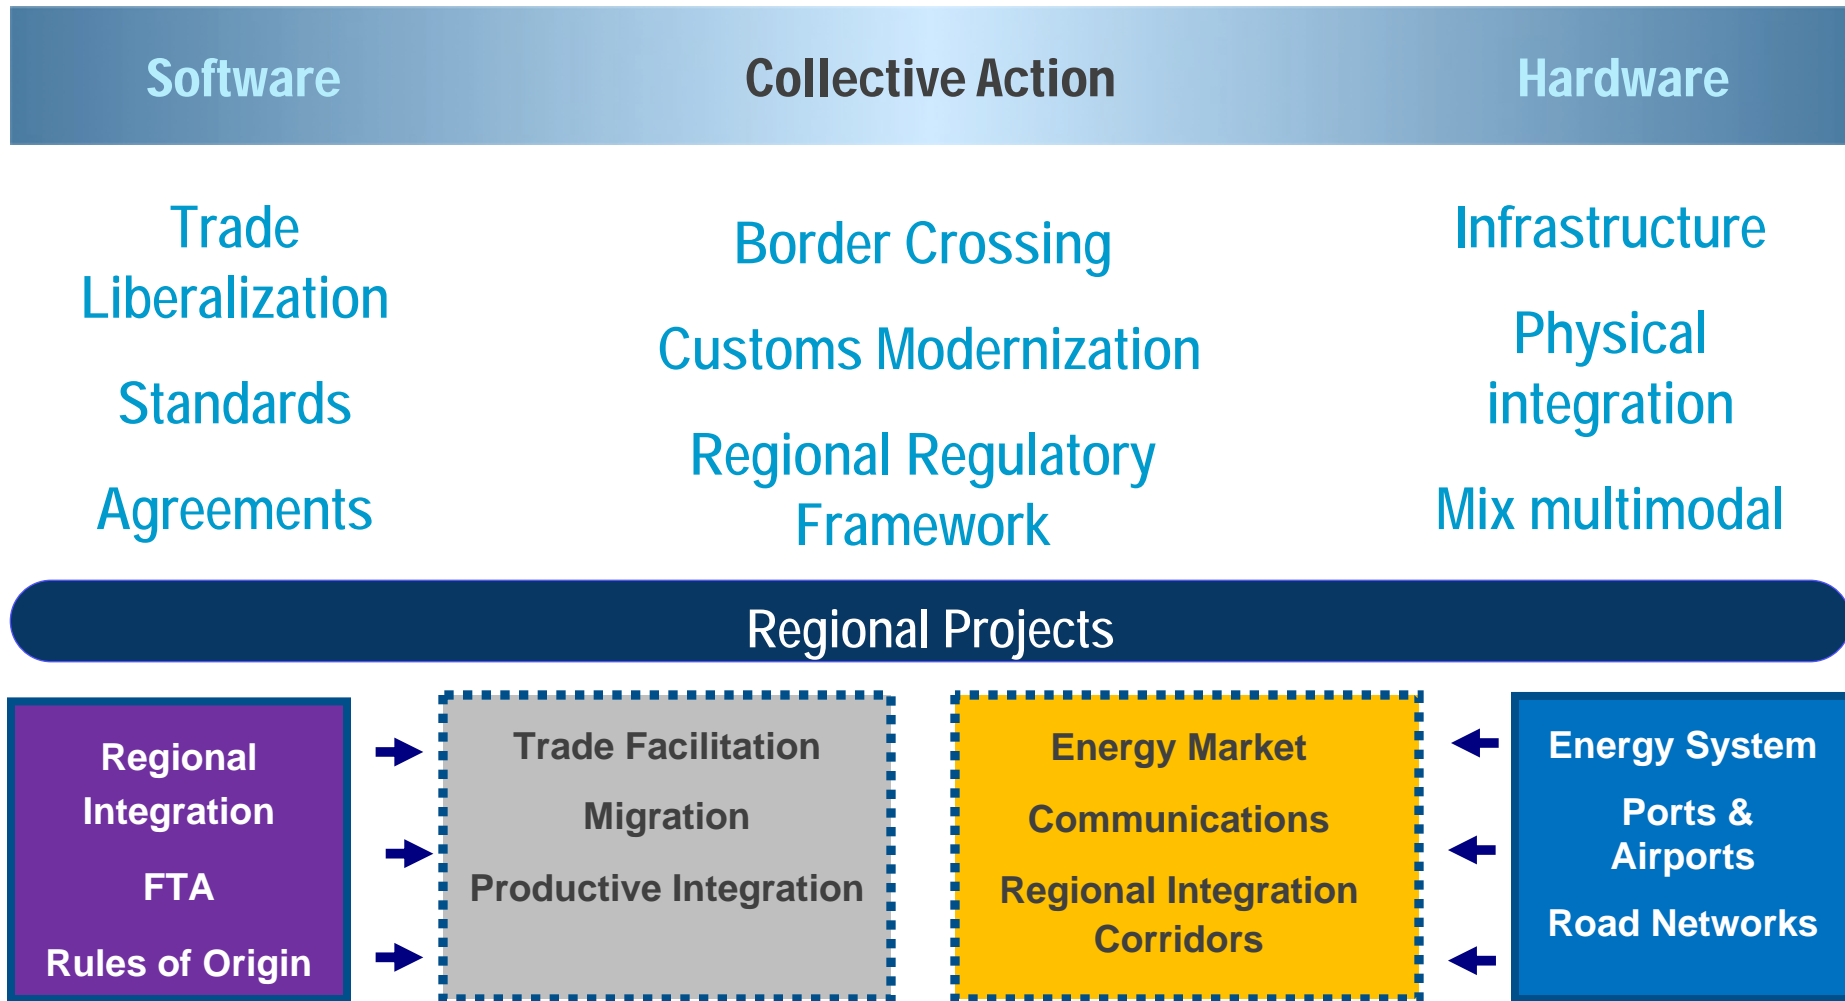 Software
Collective Action
Hardware
Trade
Liberalization
Standards
Agreements
Border Crossing
Customs Modernization
Regional Regulatory
Framework
Infrastructure
Physical
integration
Mix multimodal
Regional Projects
Regional
Integration
FTA
Rules of Origin
Trade Facilitation
Migration
Productive Integration
Energy Market
Communications
Regional Integration
Corridors
Energy System
Ports &
Airports
Road Networks